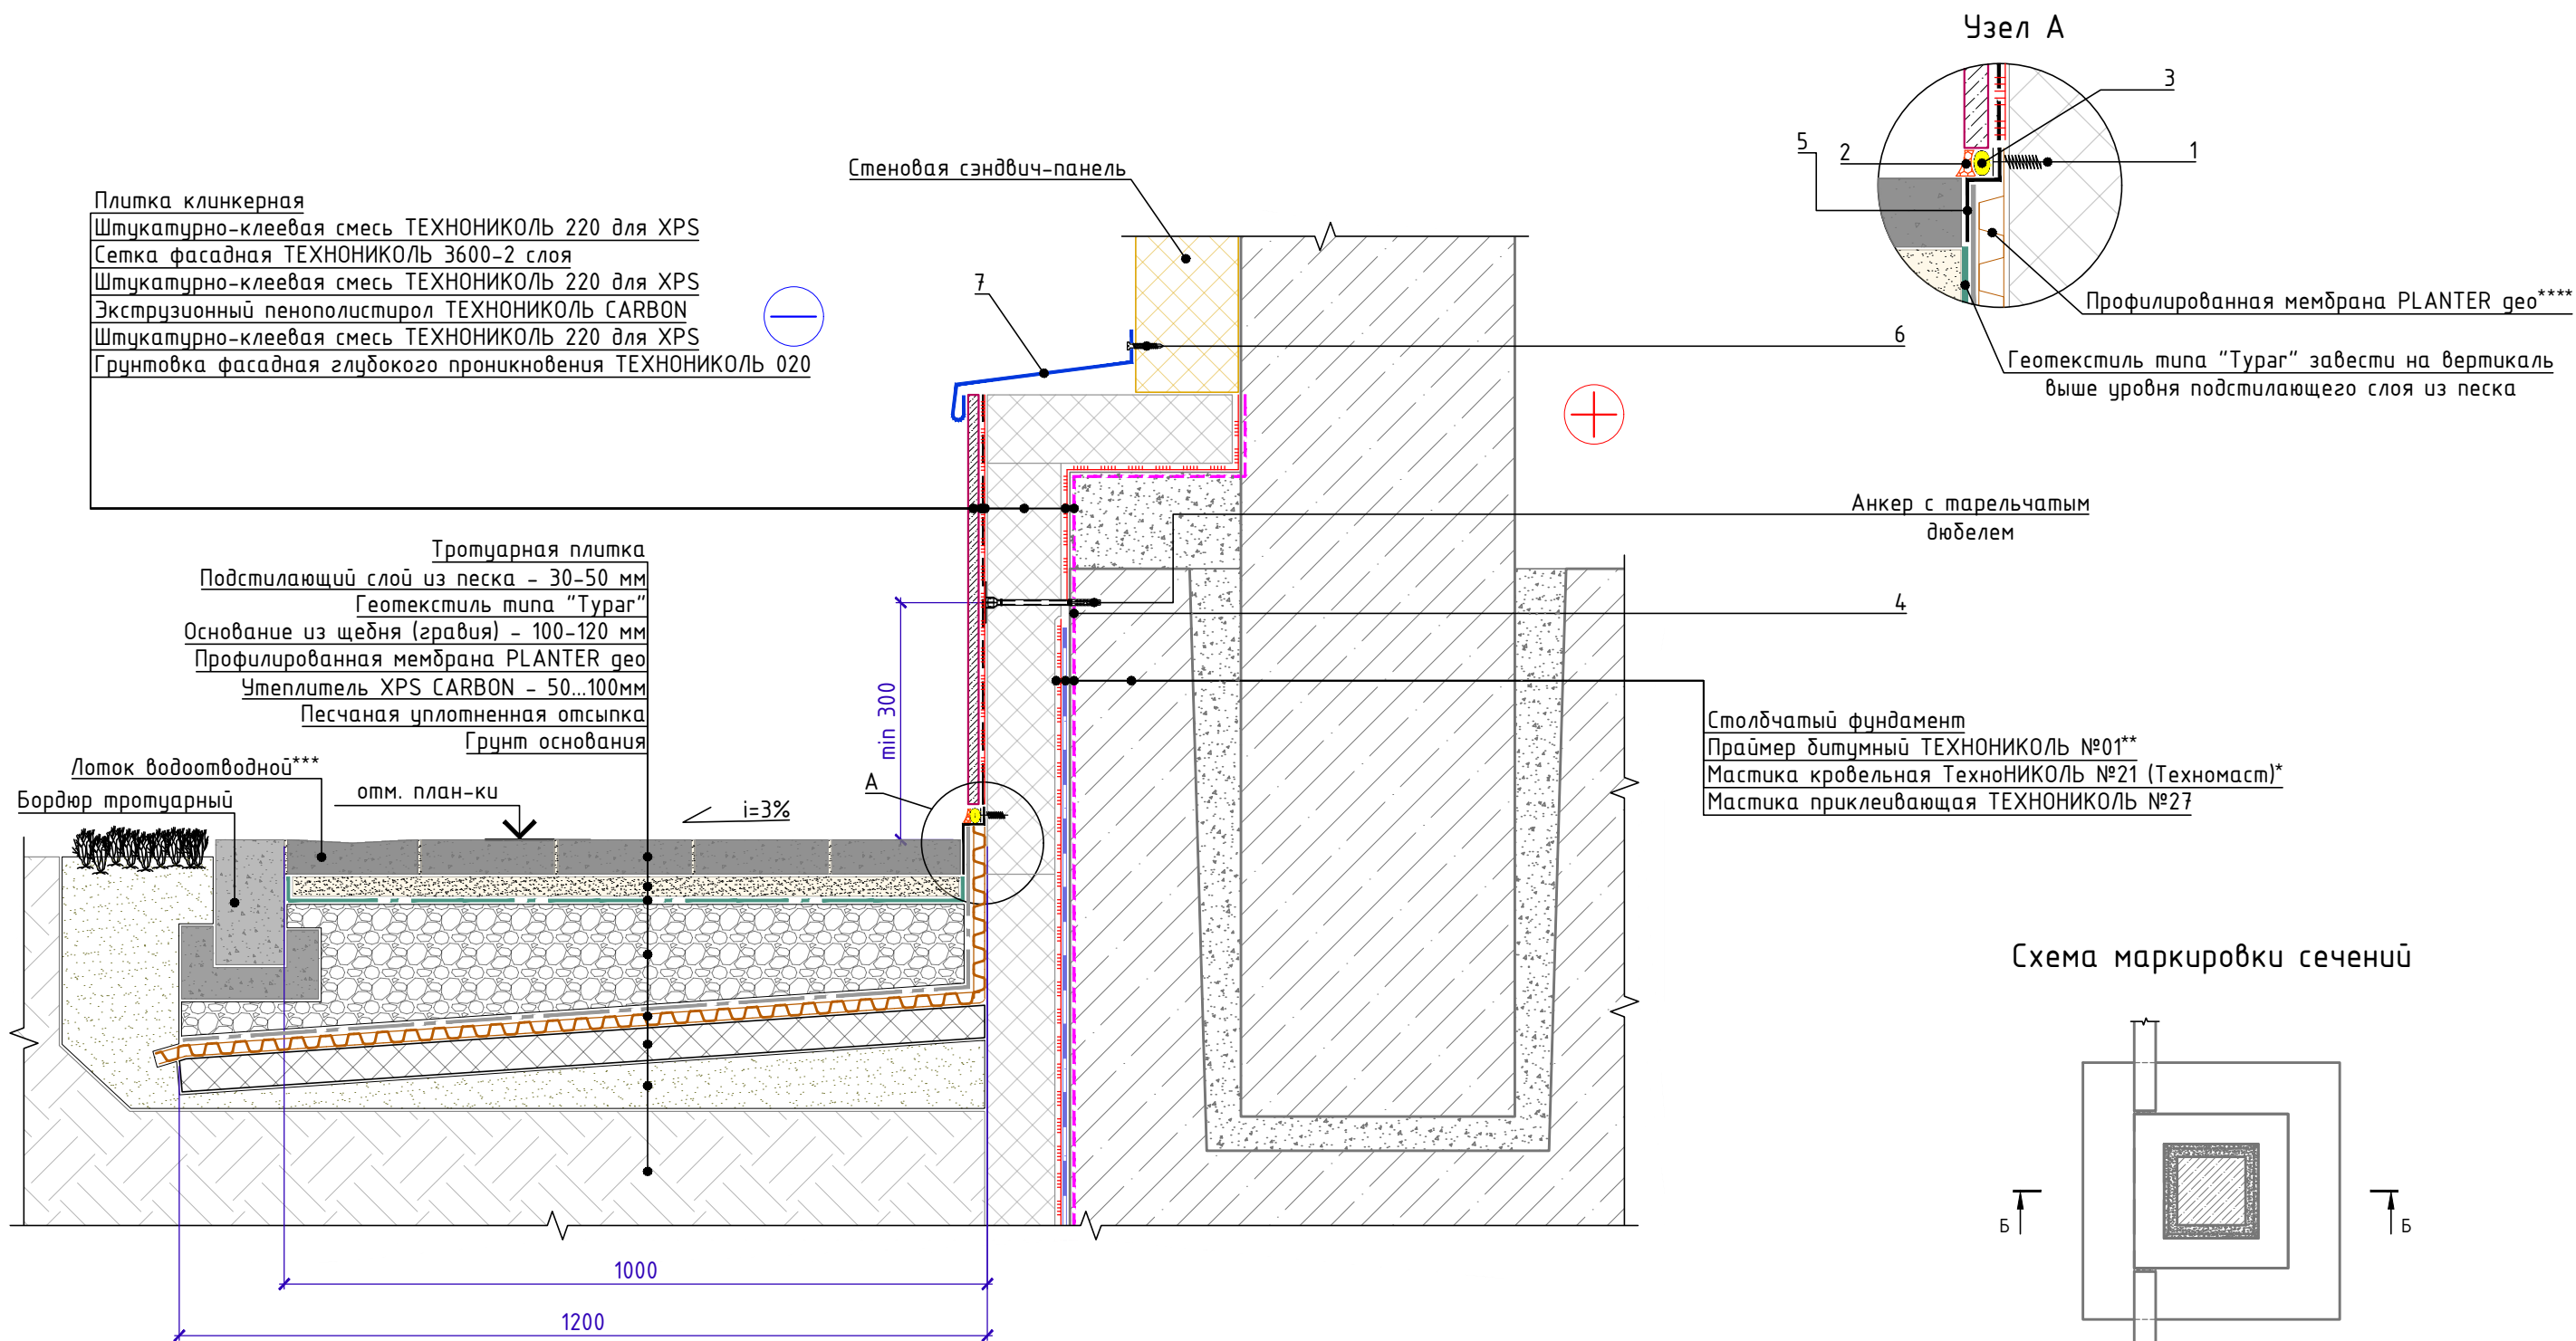 Узел А
3
5
2
1
Профилированная мембрана PLANTER geo****
Геотекстиль типа "Typar" завести на вертикаль
выше уровня подстилающего слоя из песка
Стеновая сэндвич-панель
7
6
Плитка клинкерная
Штукатурно-клеевая смесь ТЕХНОНИКОЛЬ 220 для XPS
Сетка фасадная ТЕХНОНИКОЛЬ 3600-2 слоя
Штукатурно-клеевая смесь ТЕХНОНИКОЛЬ 220 для XPS
Экструзионный пенополистирол ТЕХНОНИКОЛЬ CARBON
Штукатурно-клеевая смесь ТЕХНОНИКОЛЬ 220 для XPS
Грунтовка фасадная глубокого проникновения ТЕХНОНИКОЛЬ 020
Анкер с тарельчатым
дюбелем
4
Тротуарная плитка
Подстилающий слой из песка - 30-50 мм
Геотекстиль типа "Typar"
Основание из щебня (гравия) - 100-120 мм
Профилированная мембрана PLANTER geo
Утеплитель XPS CARBON - 50...100мм
Песчаная уплотненная отсыпка
Грунт основания
Лоток водоотводной***
Бордюр тротуарный
отм. план-ки
i=3%
А
min 300
Столбчатый фундамент
Праймер битумный ТЕХНОНИКОЛЬ №01**
Мастика кровельная ТехноНИКОЛЬ №21 (Техномаст)*
Мастика приклеивающая ТЕХНОНИКОЛЬ №27
Схема маркировки сечений
Б
Б
1000
1200